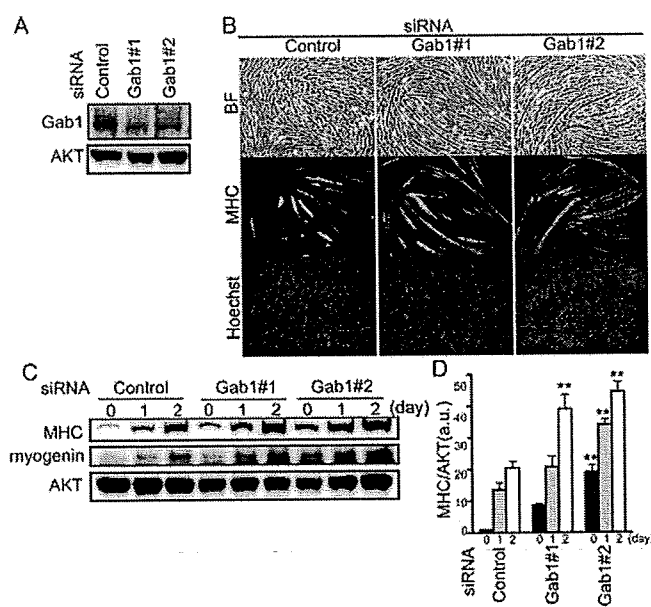 A
siRNA
Control
Gab1#1
Gab1#2
Gab1
AKT
B
siRNA
Control Gab1#1 Gab1#2
BF
MHC
Hoechst
C
siRNA Control Gab1#1 Gab1#2
0 1 2 0 1 2 0 1 2 (day)
MHC
myogenin
AKT
D
MHC/AKT(a.u.)
50
40
30
20
10
0
**
**
**
**
0 1 2 0 1 2 0 1 2 (day)
siRNA
Control
Gab1#1
Gab1#2